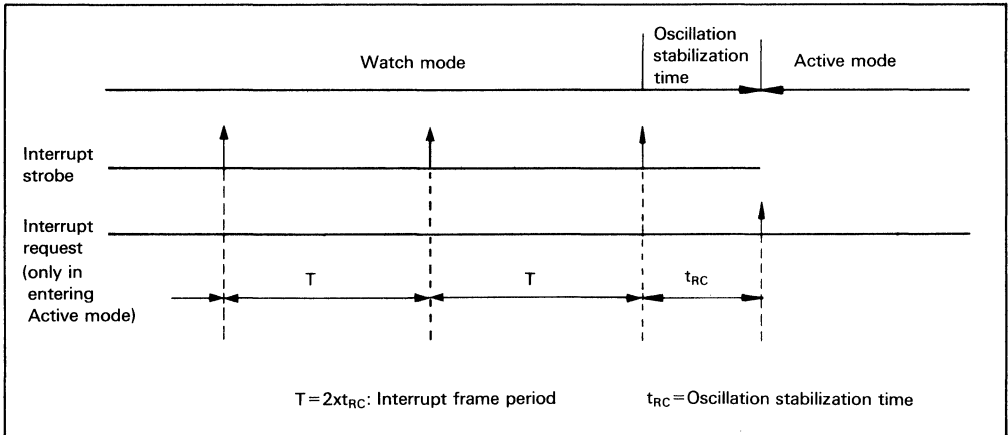 Oscillation
stabilization
time
Watch mode
Active mode
Interrupt
strobe
Interrupt
request
(only in
entering
Active mode)
T
T
tRC
T=2xtRC: Interrupt frame period
tRC=Oscillation stabilization time